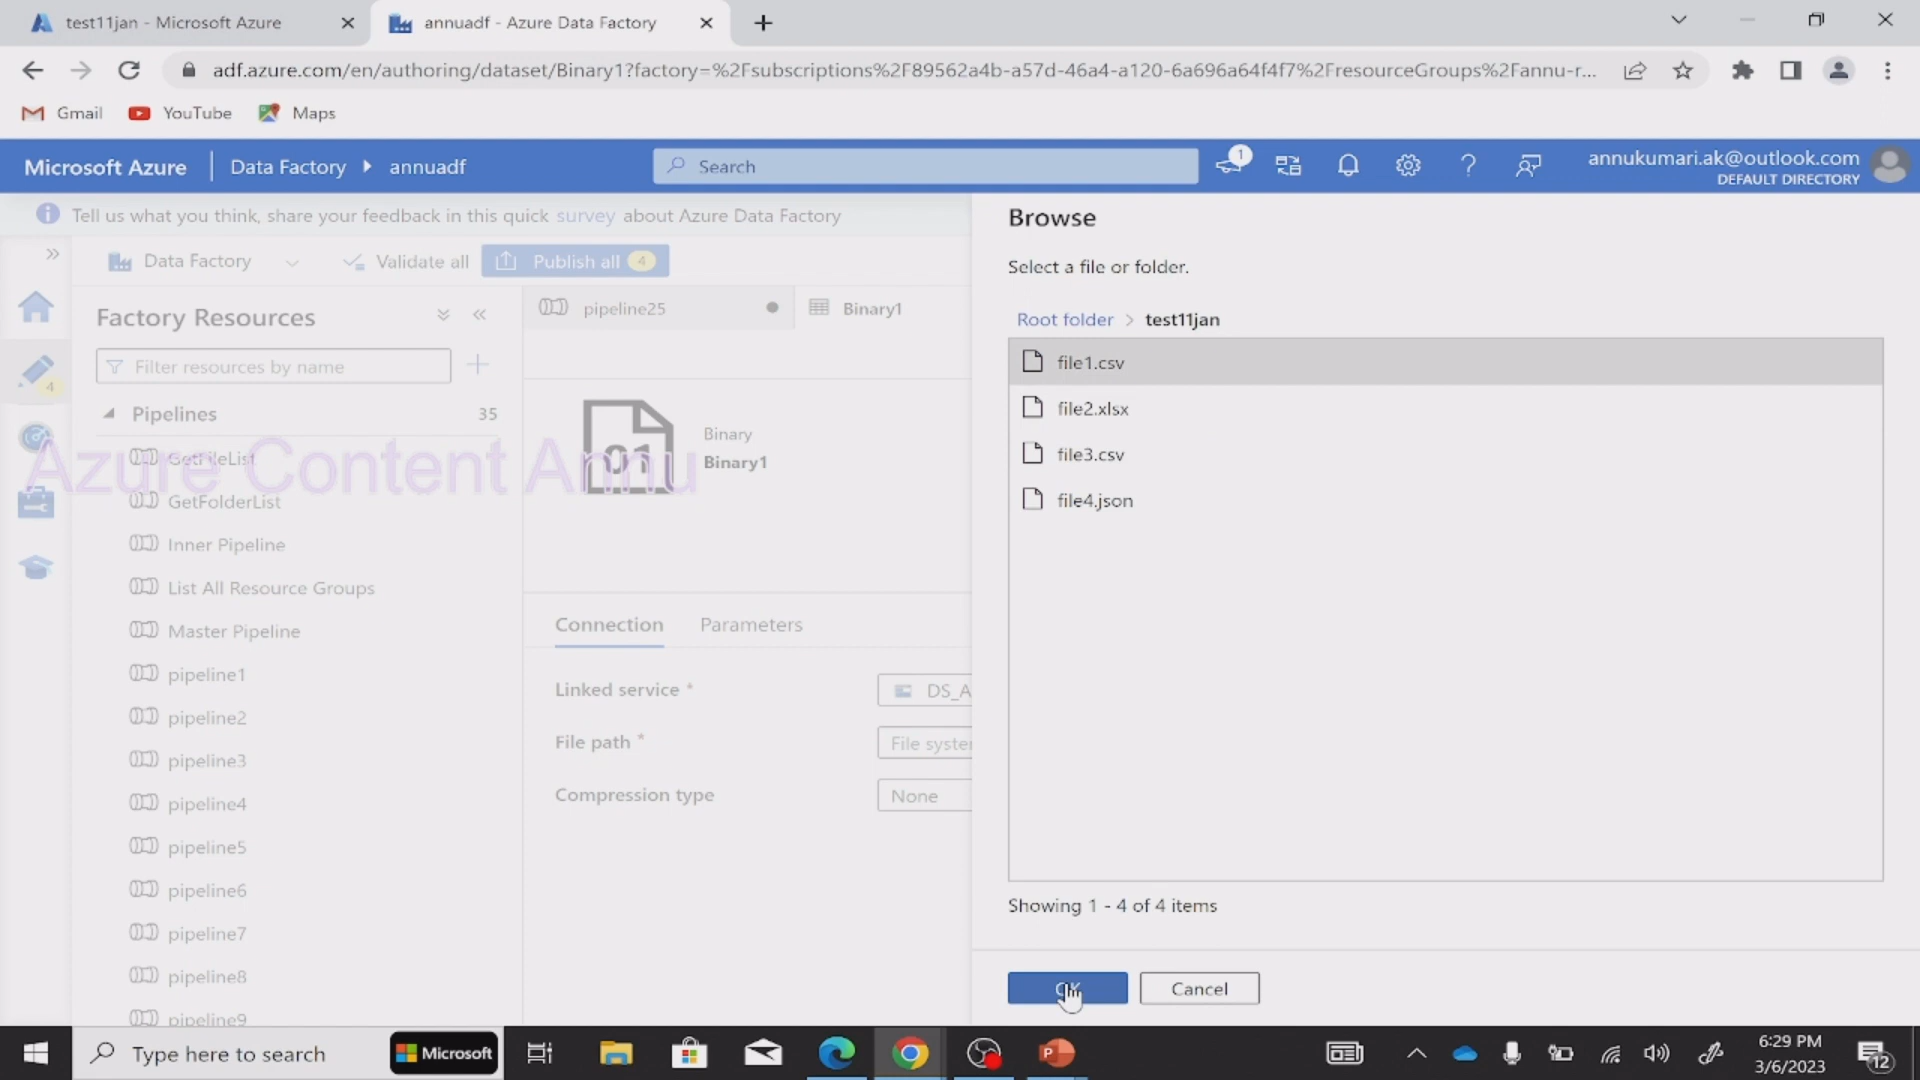 test11jan - Microsoft Azure
annuadf - Azure Data Factory
adf.azure.com/en/authoring/dataset/Binary1?factory=%2Fsubscriptions%2F89562a4b-a57d-46a4-a120-6a696a64f4f7%2FresourceGroups%2Fannu-r...
Gmail YouTube Maps
Microsoft Azure Data Factory annuadf
Search
1
annukumari.ak@outlook.com
DEFAULT DIRECTORY
Tell us what you think, share your feedback in this quick survey about Azure Data Factory
Data Factory Validate all Publish all 4
Factory Resources
Filter resources by name
4
Pipelines 35
GetFileList
GetFolderList
Inner Pipeline
List All Resource Groups
Master Pipeline
pipeline1
pipeline2
pipeline3
pipeline4
pipeline5
pipeline6
pipeline7
pipeline8
pipeline9
Azure Content Annu
pipeline25 Binary1
01
Binary
Binary1
Connection Parameters
Linked service * DS_A
File path * File system
Compression type None
Browse
Select a file or folder.
Root folder > test11jan
file1.csv
file2.xlsx
file3.csv
file4.json
Showing 1 - 4 of 4 items
OK Cancel
Type here to search
Microsoft
6:29 PM
3/6/2023
12